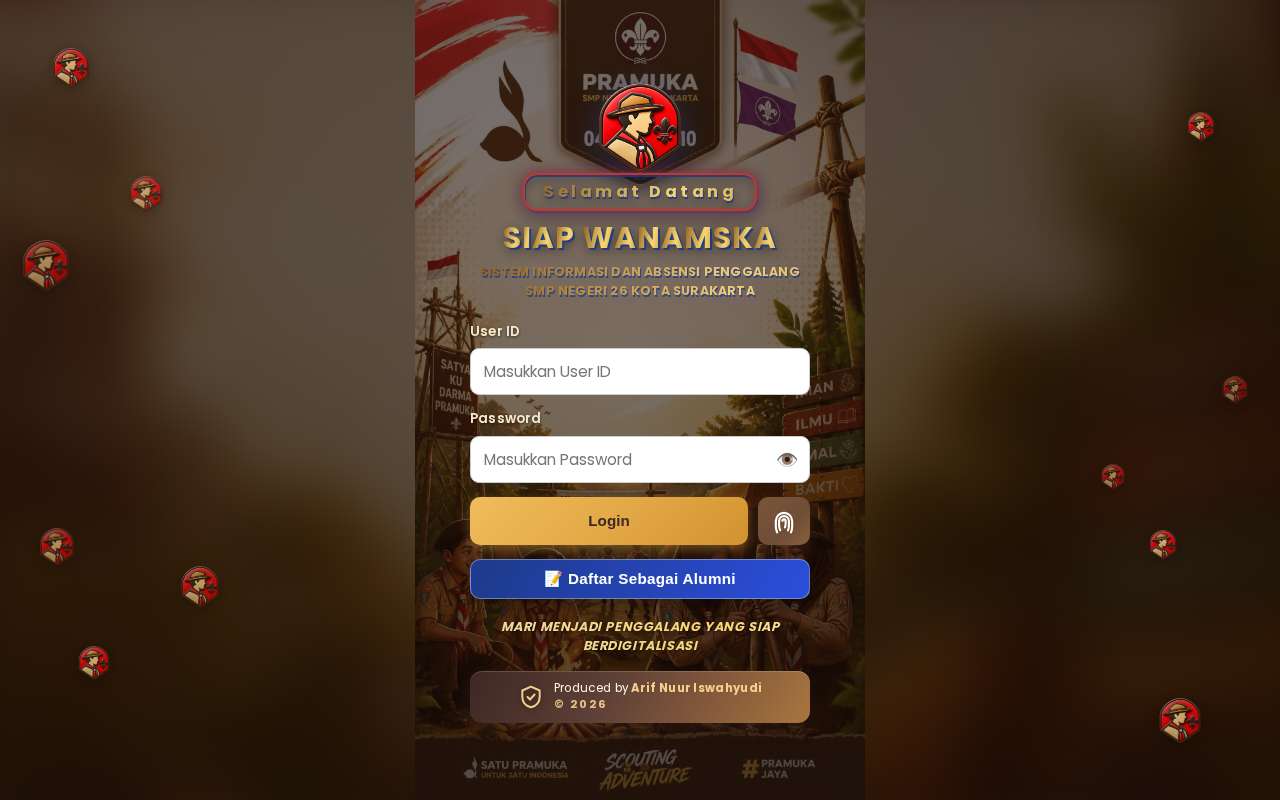 PRAMUKA
Selamat Datang
SIAP WANAMSKA
SISTEM INFORMASI DAN ABSENSI PENGGALANG
SMP NEGERI 26 KOTA SURAKARTA
User ID
Masukkan User ID
SATYA
KU
DARMA
PRAMUKA
Password
ILMU
BAKTI
Masukkan Password
Login
📝 Daftar Sebagai Alumni
MARI MENJADI PENGGALANG YANG SIAP
BERDIGITALISASI
Produced by Arif Nuur Iswahyudi
© 2026
SATU PRAMUKA
UNTUK SATU INDONESIA
SCOUTING
ADVENTURE
# PRAMUKA
JAYA